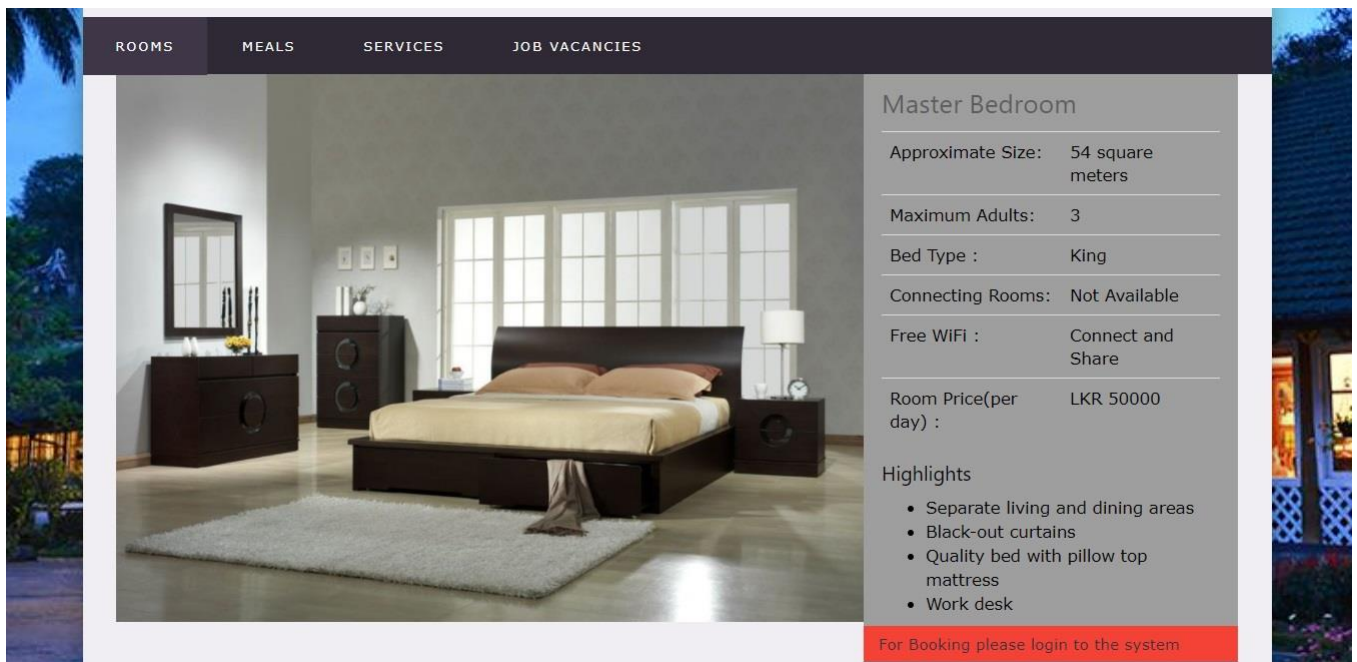 ROOMS MEALS SERVICES JOB VACANCIES
Master Bedroom
Approximate Size: 54 square
meters
Maximum Adults: 3
Bed Type : King
Connecting Rooms: Not Available
Free WiFi : Connect and
Share
Room Price(per LKR 50000
day) :
Highlights
• Separate living and dining areas
• Black-out curtains
• Quality bed with pillow top
mattress
• Work desk
For Booking please login to the system